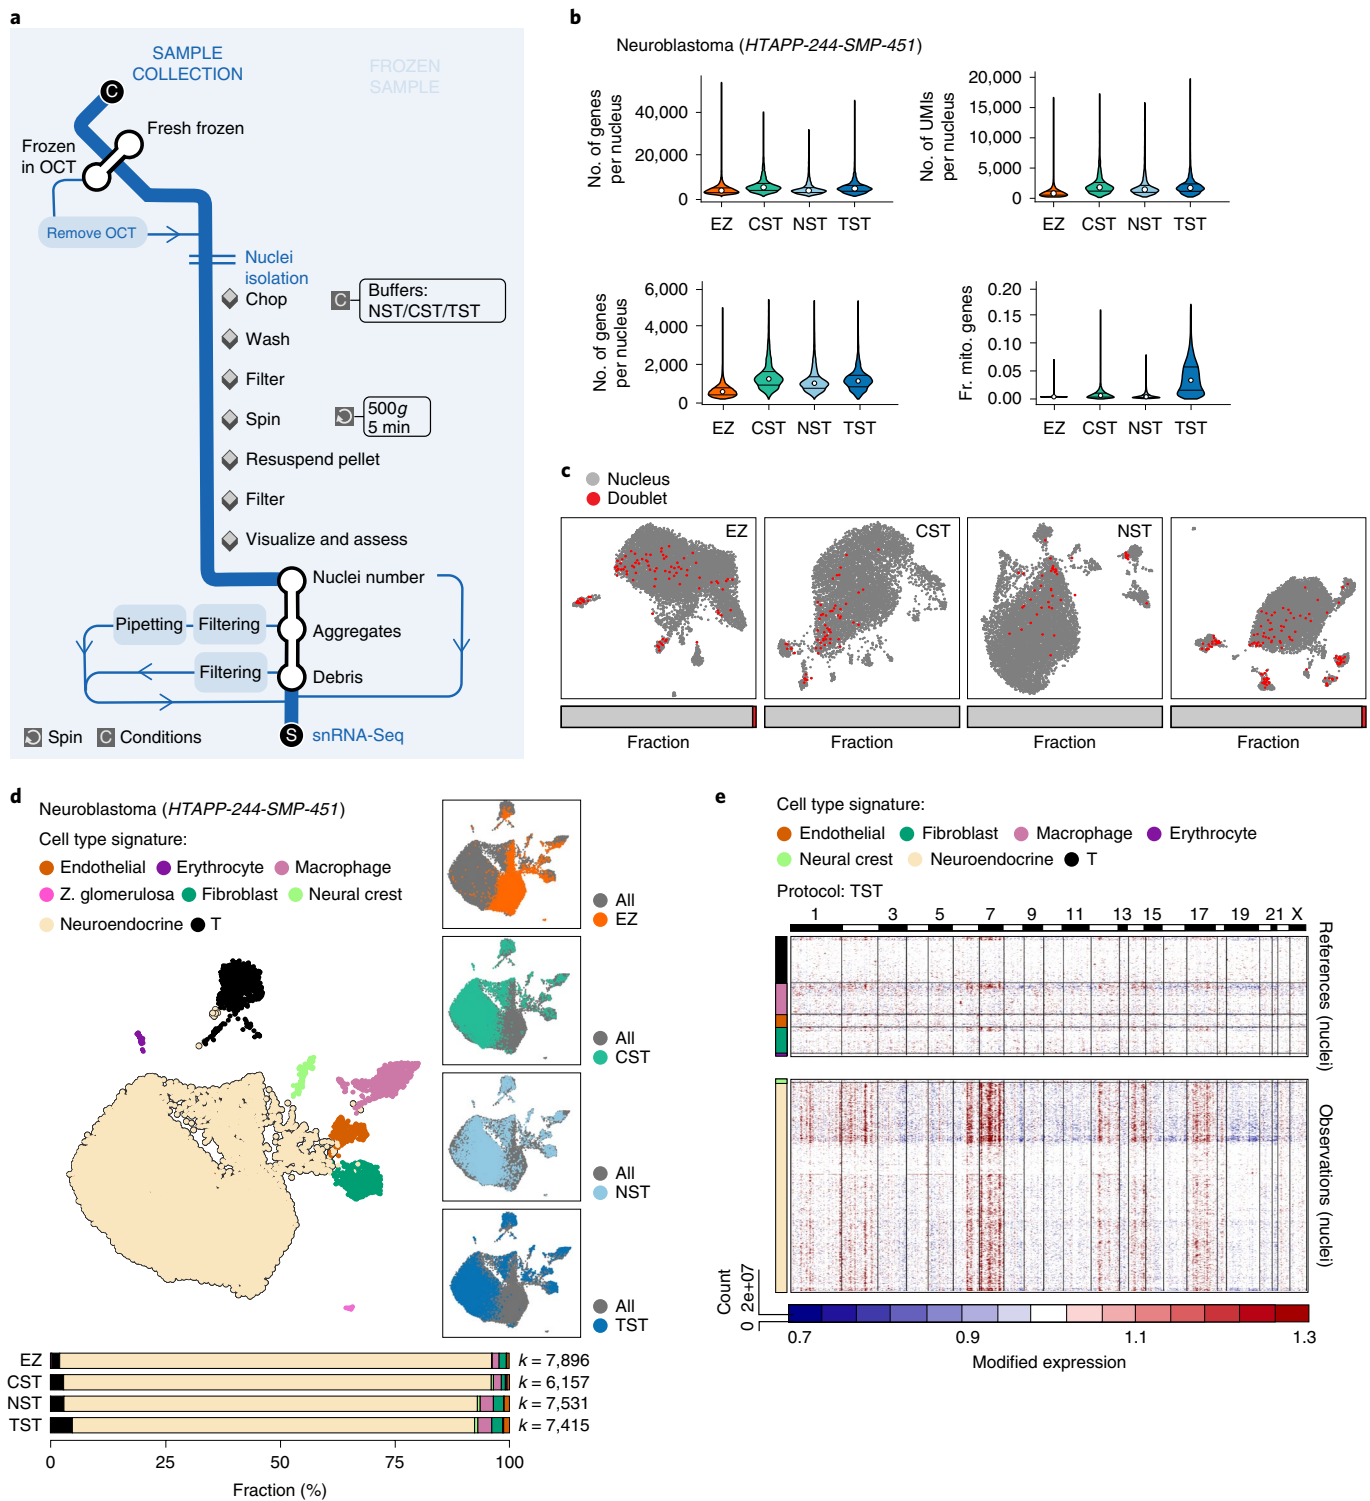 a
SAMPLE
COLLECTION
FROZEN
SAMPLE
C
Fresh frozen
Frozen
in OCT
Remove OCT
Nuclei
isolation
Chop
C
Buffers:
NST/CST/TST
Wash
Filter
Spin
500g
5 min
Resuspend pellet
Filter
Visualize and assess
Nuclei number
Pipetting
Filtering
Aggregates
Filtering
Debris
S
snRNA-Seq
Spin
C
Conditions
b
Neuroblastoma (HTAPP-244-SMP-451)
No. of genes
per nucleus
40,000
20,000
0
EZ CST NST TST
No. of UMIs
per nucleus
20,000
15,000
10,000
5,000
0
EZ CST NST TST
No. of genes
per nucleus
6,000
4,000
2,000
0
EZ CST NST TST
Fr. mito. genes
0.20
0.15
0.10
0.05
0.00
EZ CST NST TST
c
Nucleus
Doublet
EZ
CST
NST
Fraction
Fraction
Fraction
Fraction
d
Neuroblastoma (HTAPP-244-SMP-451)
Cell type signature:
Endothelial Erythrocyte Macrophage
Z. glomerulosa Fibroblast Neural crest
Neuroendocrine T
All
EZ
All
CST
All
NST
All
TST
EZ k = 7,896
CST k = 6,157
NST k = 7,531
TST k = 7,415
0 25 50 75 100
Fraction (%)
e
Cell type signature:
Endothelial Fibroblast Macrophage Erythrocyte
Neural crest Neuroendocrine T
Protocol: TST
1 3 5 7 9 11 13 15 17 19 21 X
References (nuclei)
Observations (nuclei)
Count
0 2e+07
0.7 0.9 1.1 1.3
Modified expression